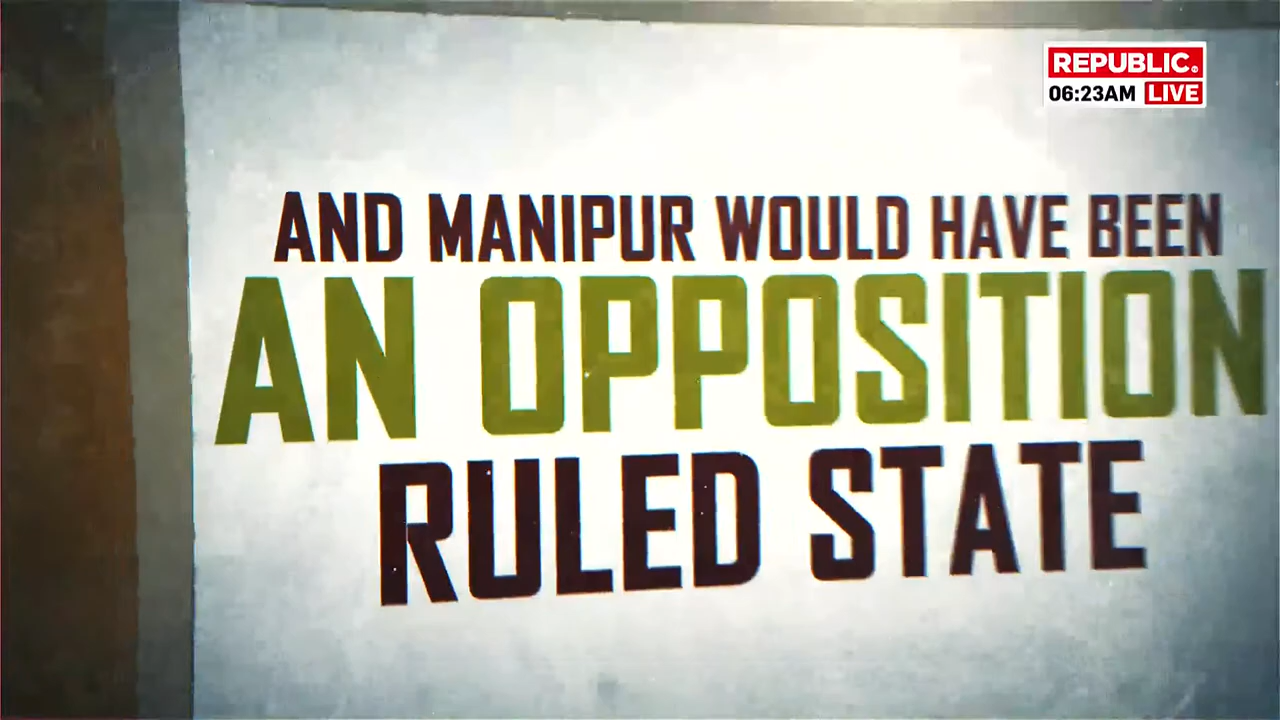 REPUBLIC.
06:23AM LIVE
AND MANIPUR WOULD HAVE BEEN
AN OPPOSITION
RULED STATE